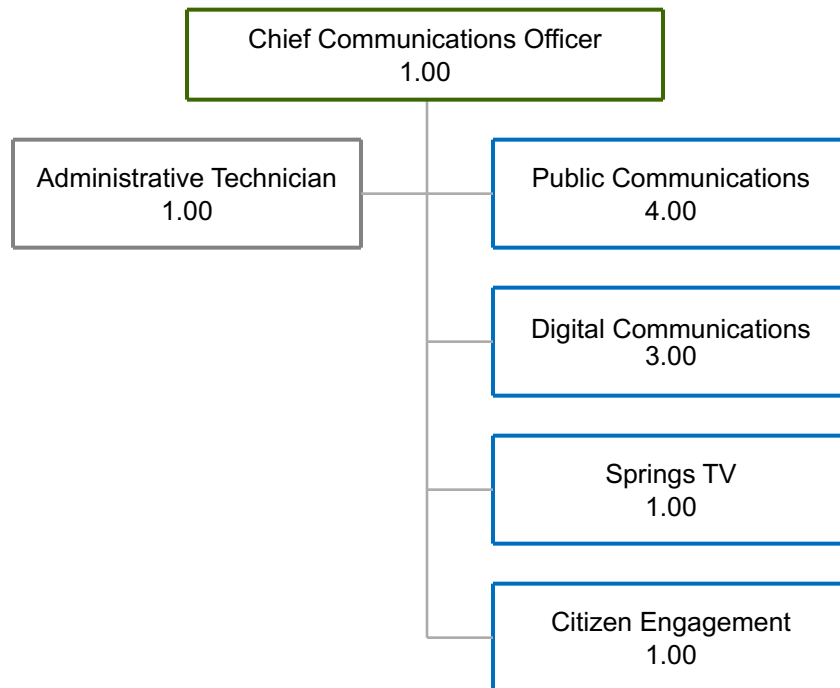 Chief Communications Officer
1.00
Administrative Technician
1.00
Public Communications
4.00
Digital Communications
3.00
Springs TV
1.00
Citizen Engagement
1.00